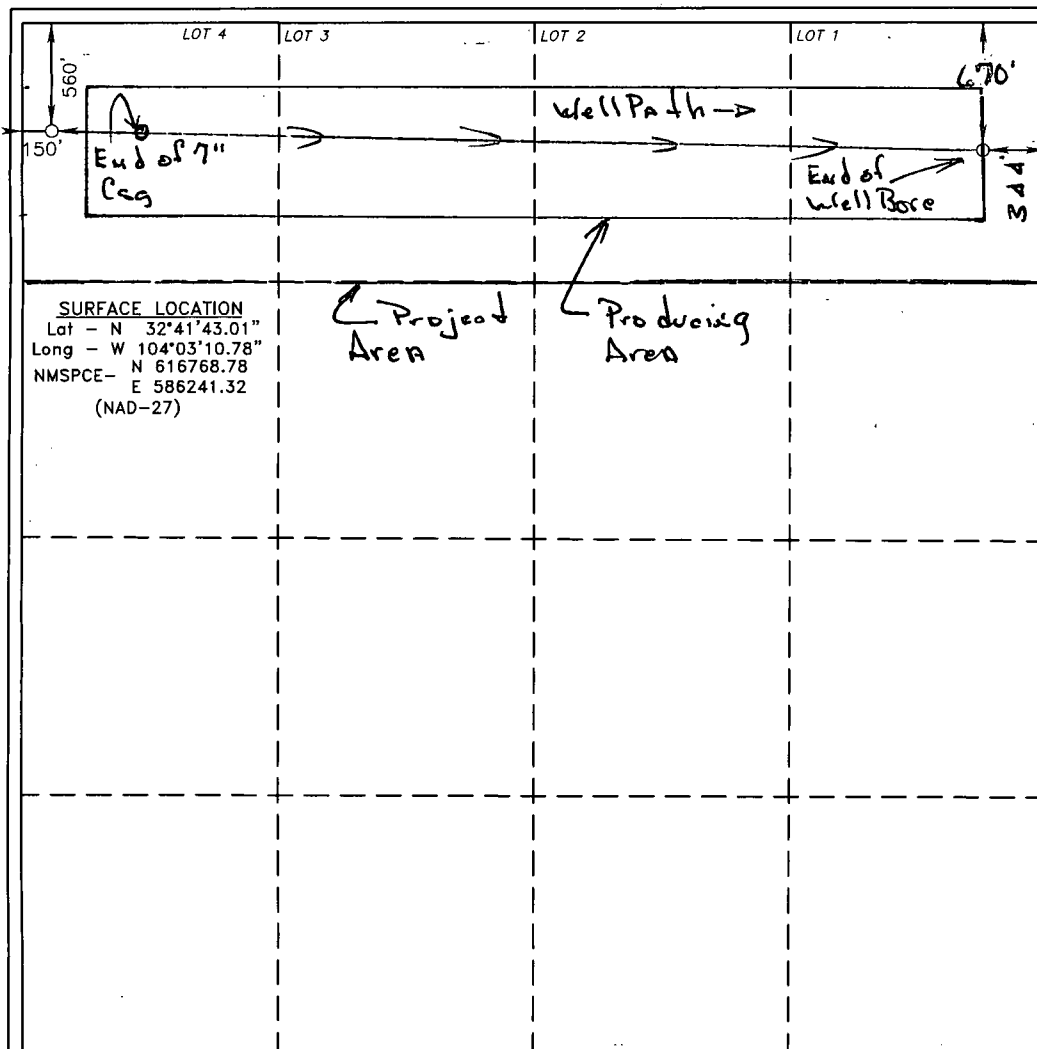 LOT 4
LOT 3
LOT 2
LOT 1
560'
670'
Well Path →
150'
End of 7"
Csg
End of
Well Bore
344'
SURFACE LOCATION
Lat - N 32°41'43.01"
Long - W 104°03'10.78"
NMSPCE- N 616768.78
E 586241.32
(NAD-27)
Project
Area
Producing
Area